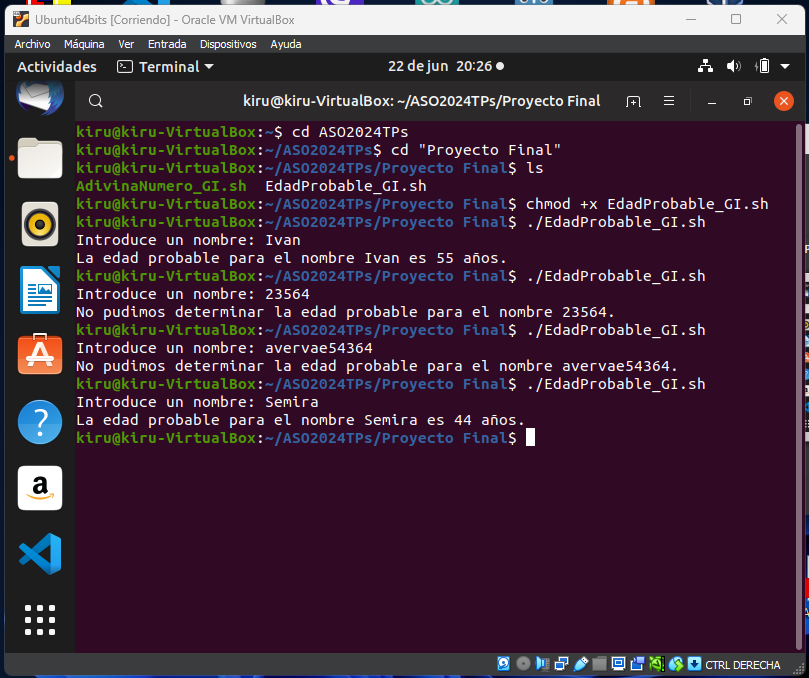 Ubuntu64bits [Corriendo] - Oracle VM VirtualBox
Archivo Máquina Ver Entrada Dispositivos Ayuda
Actividades Terminal 22 de jun 20:26
kiru@kiru-VirtualBox: ~/ASO2024TPs/Proyecto Final
kiru@kiru-VirtualBox:~$ cd ASO2024TPs
kiru@kiru-VirtualBox:~/ASO2024TPs$ cd "Proyecto Final"
kiru@kiru-VirtualBox:~/ASO2024TPs/Proyecto Final$ ls
AdivinaNumero_GI.sh EdadProbable_GI.sh
kiru@kiru-VirtualBox:~/ASO2024TPs/Proyecto Final$ chmod +x EdadProbable_GI.sh
kiru@kiru-VirtualBox:~/ASO2024TPs/Proyecto Final$ ./EdadProbable_GI.sh
Introduce un nombre: Ivan
La edad probable para el nombre Ivan es 55 años.
kiru@kiru-VirtualBox:~/ASO2024TPs/Proyecto Final$ ./EdadProbable_GI.sh
Introduce un nombre: 23564
No pudimos determinar la edad probable para el nombre 23564.
kiru@kiru-VirtualBox:~/ASO2024TPs/Proyecto Final$ ./EdadProbable_GI.sh
Introduce un nombre: avervae54364
No pudimos determinar la edad probable para el nombre avervae54364.
kiru@kiru-VirtualBox:~/ASO2024TPs/Proyecto Final$ ./EdadProbable_GI.sh
Introduce un nombre: Semira
La edad probable para el nombre Semira es 44 años.
kiru@kiru-VirtualBox:~/ASO2024TPs/Proyecto Final$
CTRL DERECHA